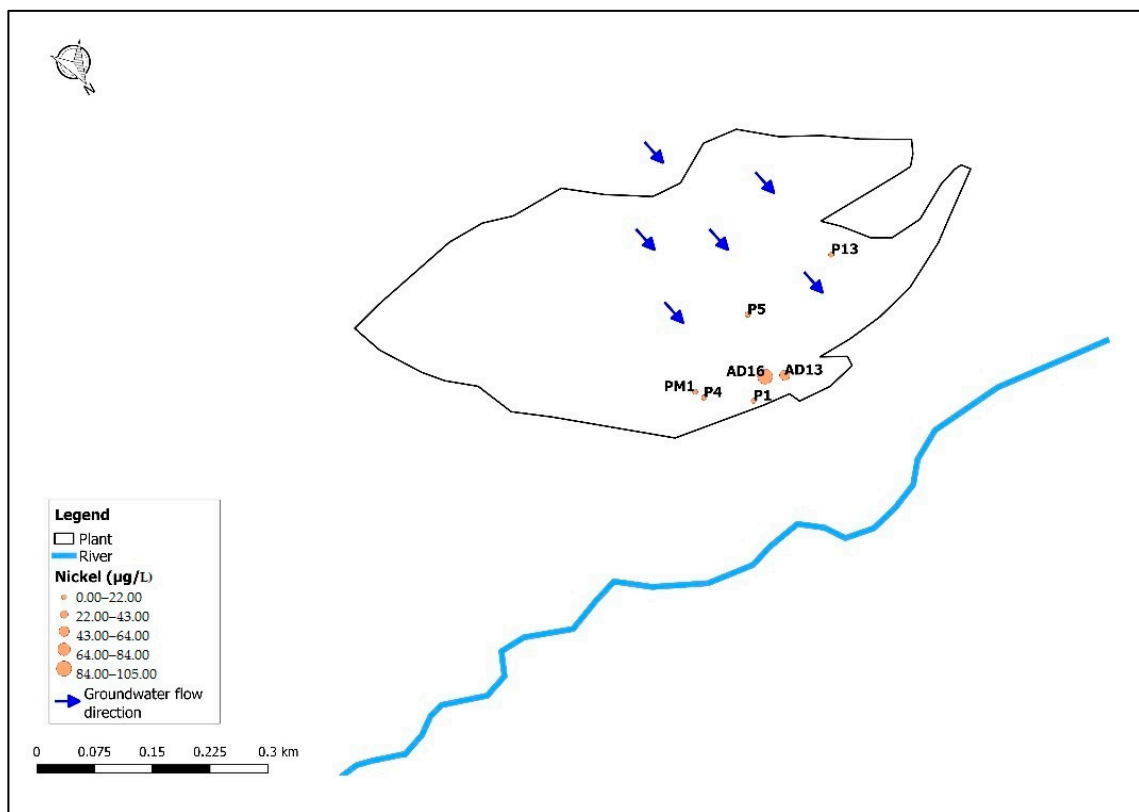 N
P13
P5
AD16 AD13
PM1 P4 P1
Legend
Plant
River
Nickel (µg/L)
0.00–22.00
22.00–43.00
43.00–64.00
64.00–84.00
84.00–105.00
Groundwater flow
direction
0 0.075 0.15 0.225 0.3 km